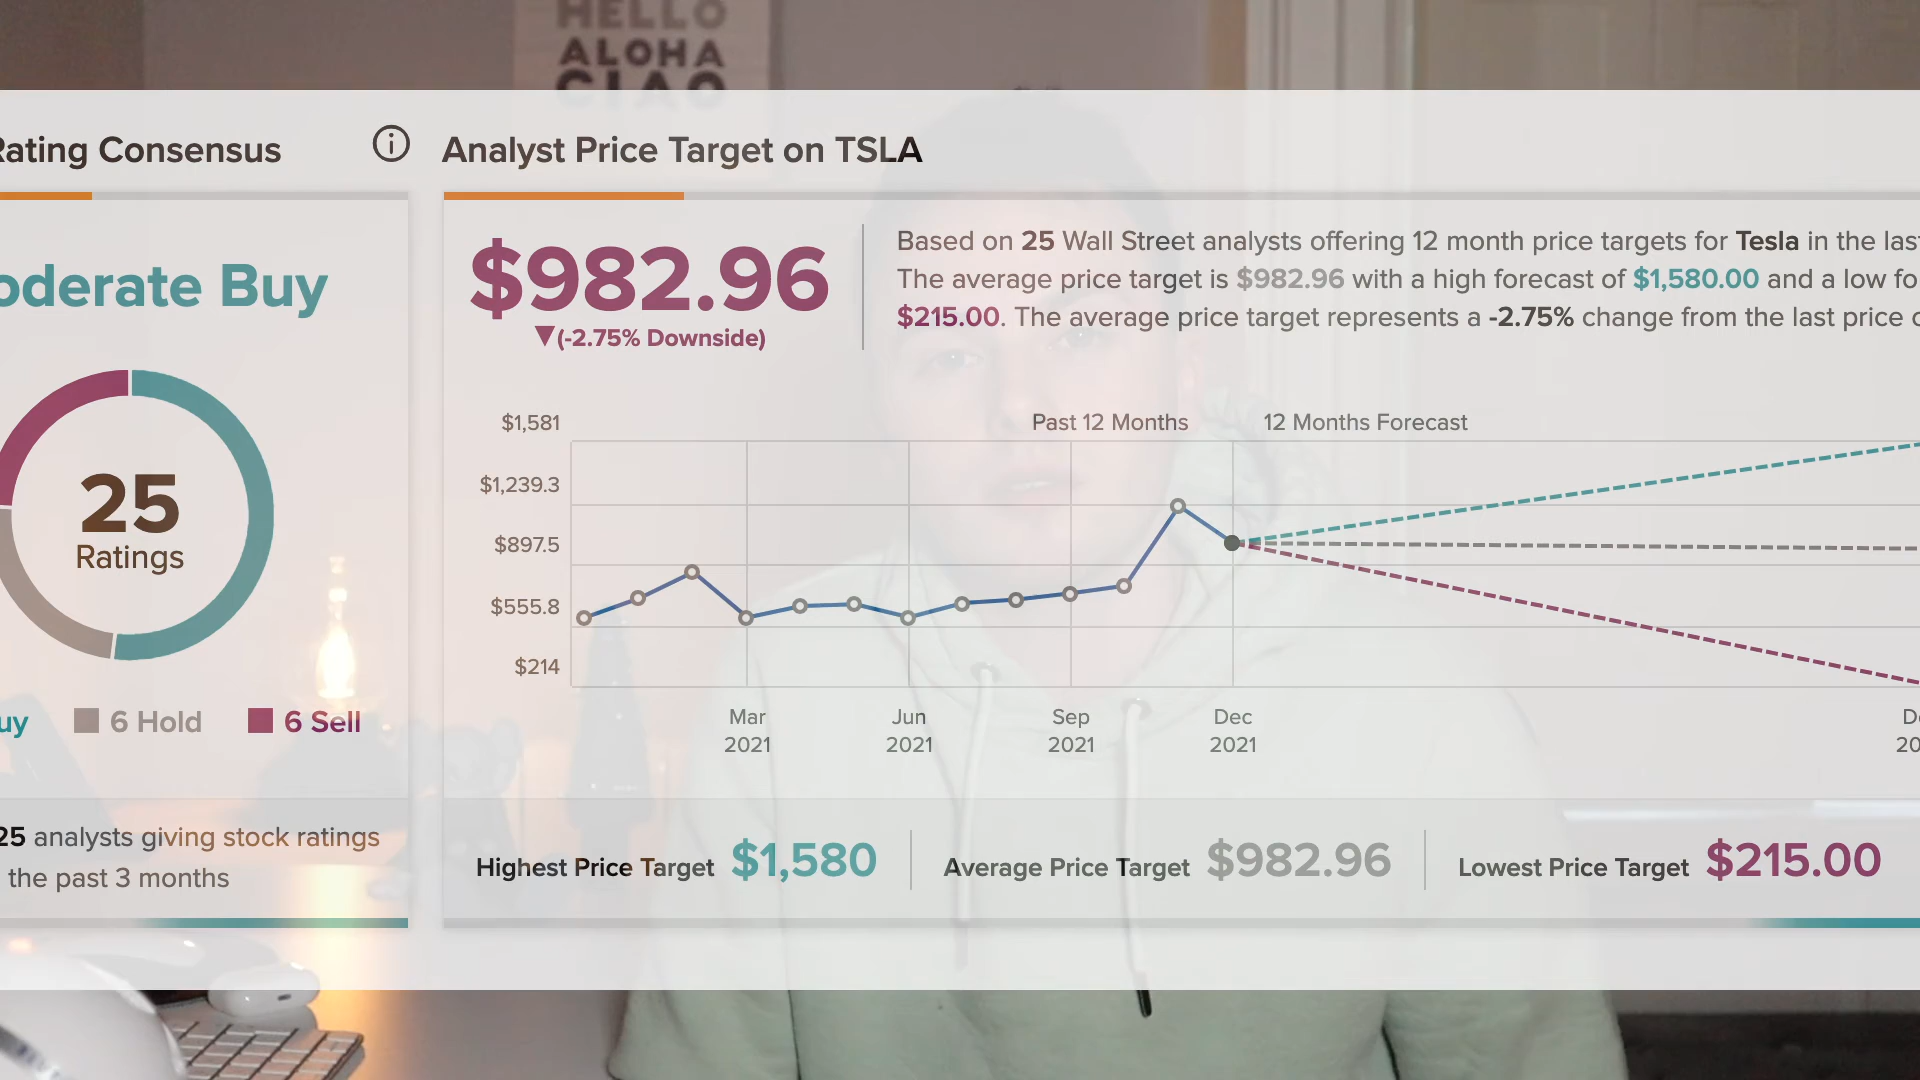 HELLO
ALOHA
CIAO
Rating Consensus
Analyst Price Target on TSLA
oderate Buy
$982.96
▼(-2.75% Downside)
Based on 25 Wall Street analysts offering 12 month price targets for Tesla in the las
The average price target is $982.96 with a high forecast of $1,580.00 and a low fo
$215.00. The average price target represents a -2.75% change from the last price o
25
Ratings
uy
6 Hold
6 Sell
25 analysts giving stock ratings
the past 3 months
Past 12 Months
12 Months Forecast
$1,581
$1,239.3
$897.5
$555.8
$214
Mar
2021
Jun
2021
Sep
2021
Dec
2021
Highest Price Target $1,580
Average Price Target $982.96
Lowest Price Target $215.00